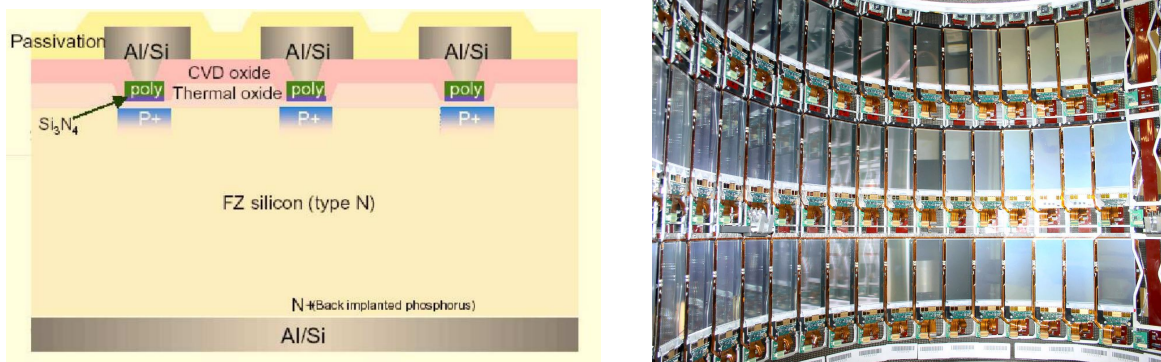 Passivation
Al/Si Al/Si Al/Si
CVD oxide
poly Thermal oxide poly poly
Si3N4
P+ P+ P+
FZ silicon (type N)
N+(Back implanted phosphorus)
Al/Si